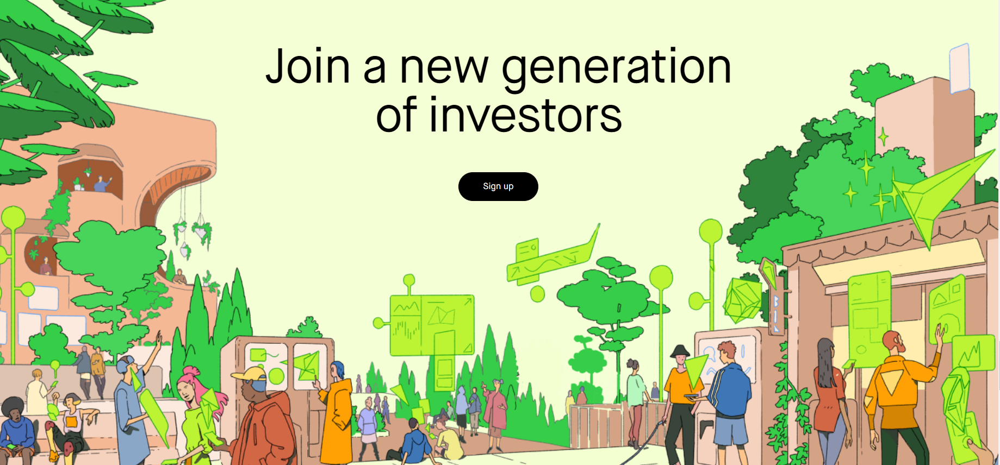 Join a new generation
of investors
Sign up